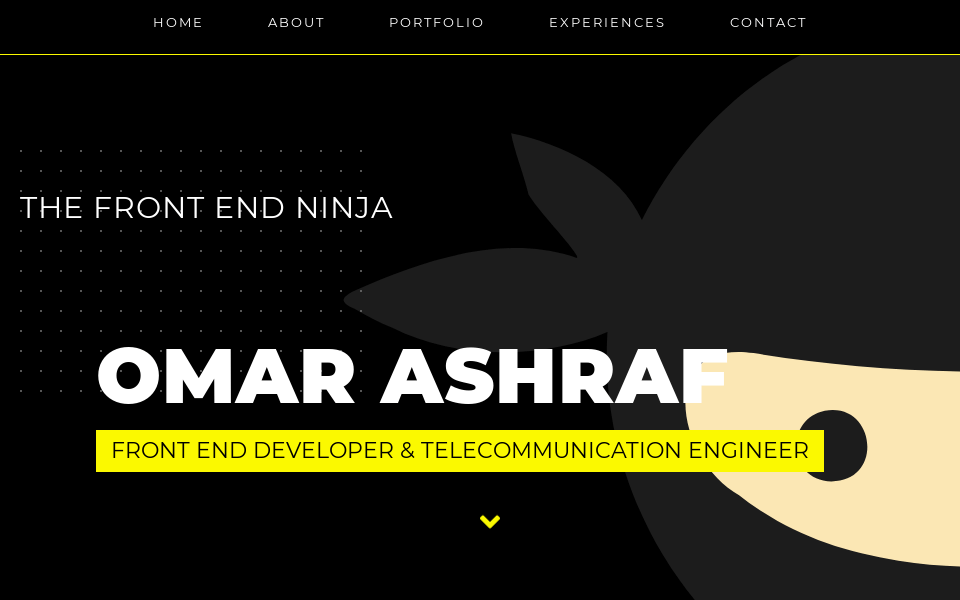 HOME ABOUT PORTFOLIO EXPERIENCES CONTACT
THE FRONT END NINJA
OMAR ASHRAF
FRONT END DEVELOPER & TELECOMMUNICATION ENGINEER